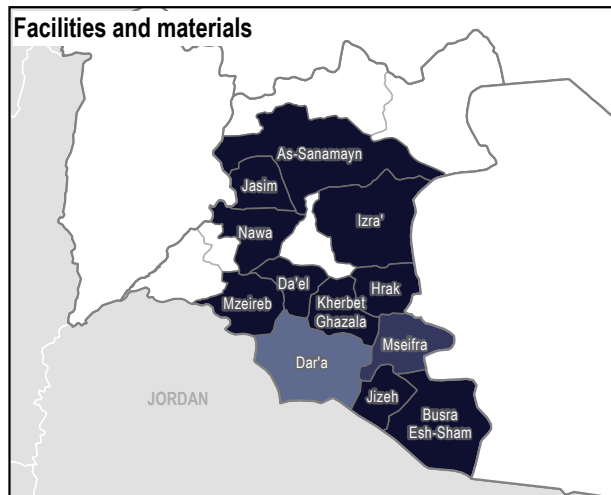 Facilities and materials
As-Sanamayn
Jasim
Izra'
Nawa
Da'el
Hrak
Mzeireb
Kherbet
Ghazala
Mseifra
Dar'a
Jizeh
JORDAN
Busra
Esh-Sham